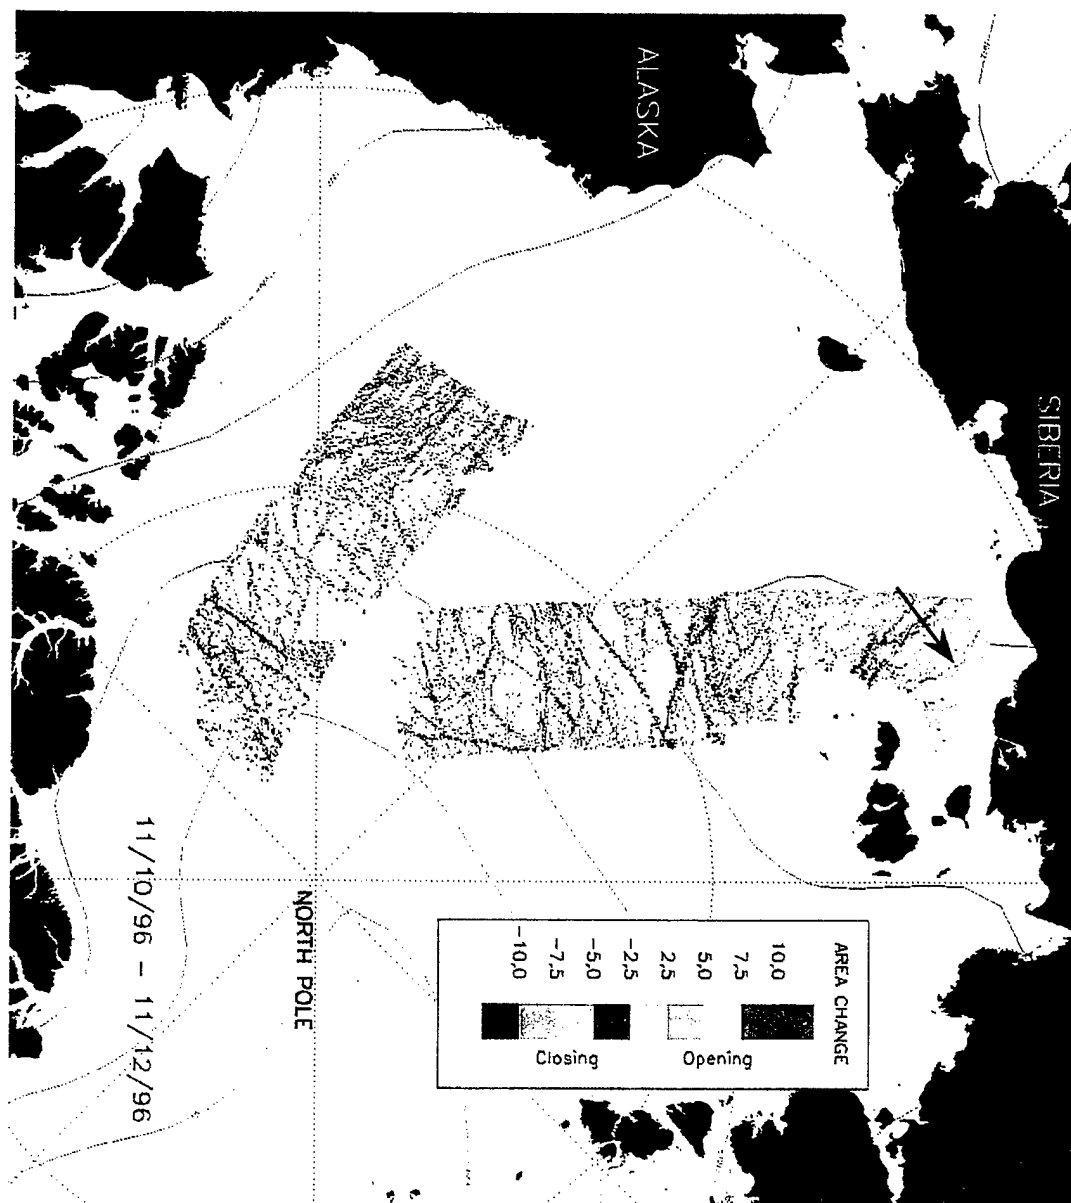 ALASKA
SIBERIA
NORTH POLE
11/10/96 – 11/12/96
AREA CHANGE
10,0
7,5
5,0
2,5
-2,5
-5,0
-7,5
-10,0
Opening
Closing